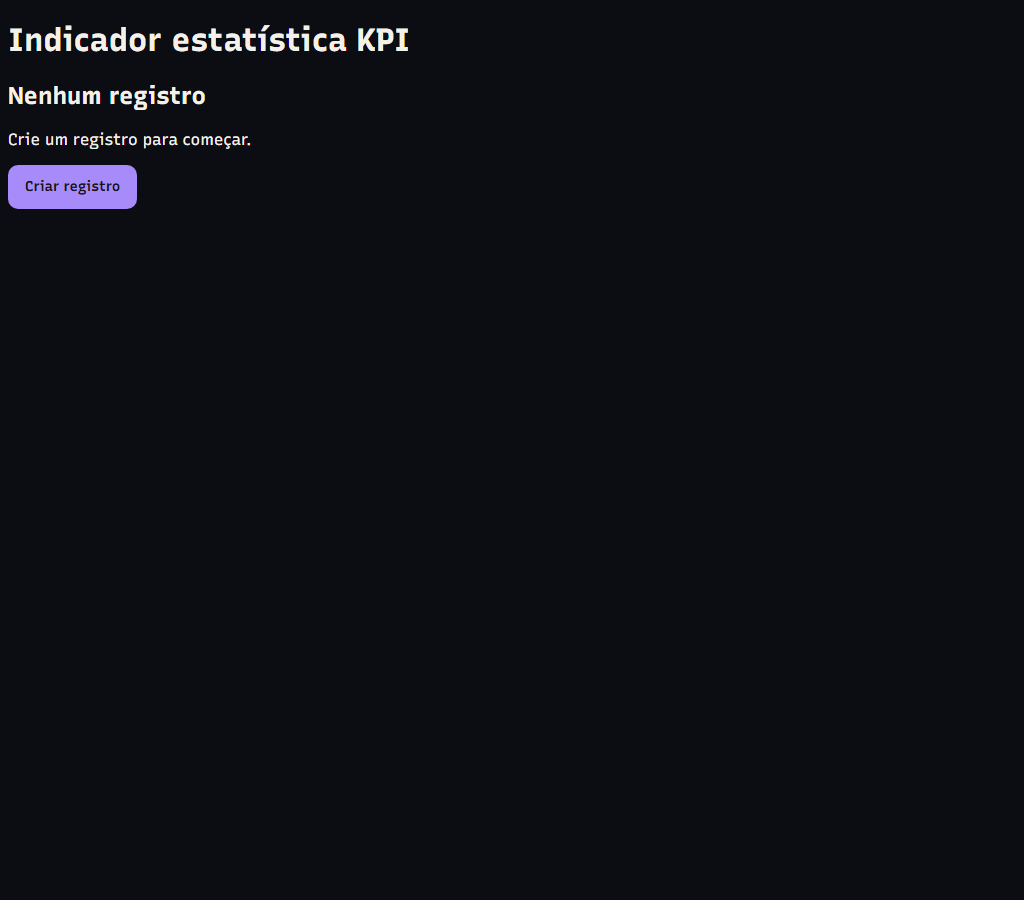 Indicador estatística KPI
Nenhum registro
Crie um registro para começar.
Criar registro